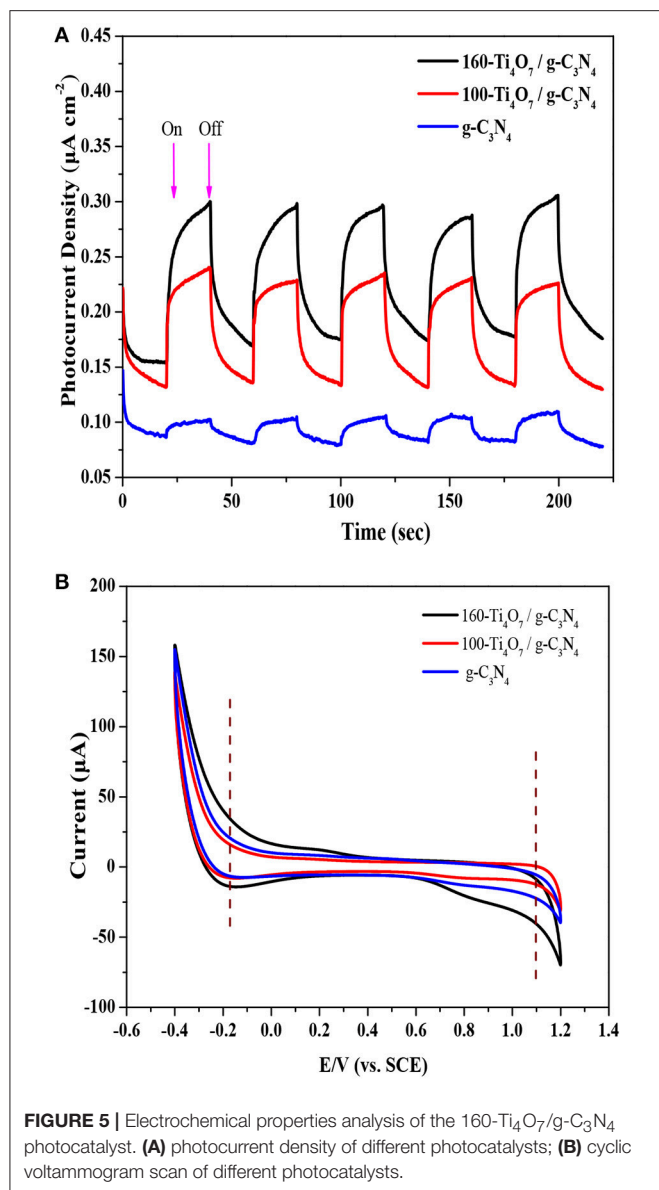 A
160-Ti₄O₇ / g-C₃N₄
100-Ti₄O₇ / g-C₃N₄
g-C₃N₄
On Off
Photocurrent Density (μA cm⁻²)
0.45
0.40
0.35
0.30
0.25
0.20
0.15
0.10
0.05
0 50 100 150 200
Time (sec)
B
160-Ti₄O₇ / g-C₃N₄
100-Ti₄O₇ / g-C₃N₄
g-C₃N₄
Current (μA)
200
150
100
50
0
-50
-100
-0.6 -0.4 -0.2 0.0 0.2 0.4 0.6 0.8 1.0 1.2 1.4
E/V (vs. SCE)
FIGURE 5 | Electrochemical properties analysis of the 160-Ti₄O₇/g-C₃N₄
photocatalyst. (A) photocurrent density of different photocatalysts; (B) cyclic
voltammogram scan of different photocatalysts.